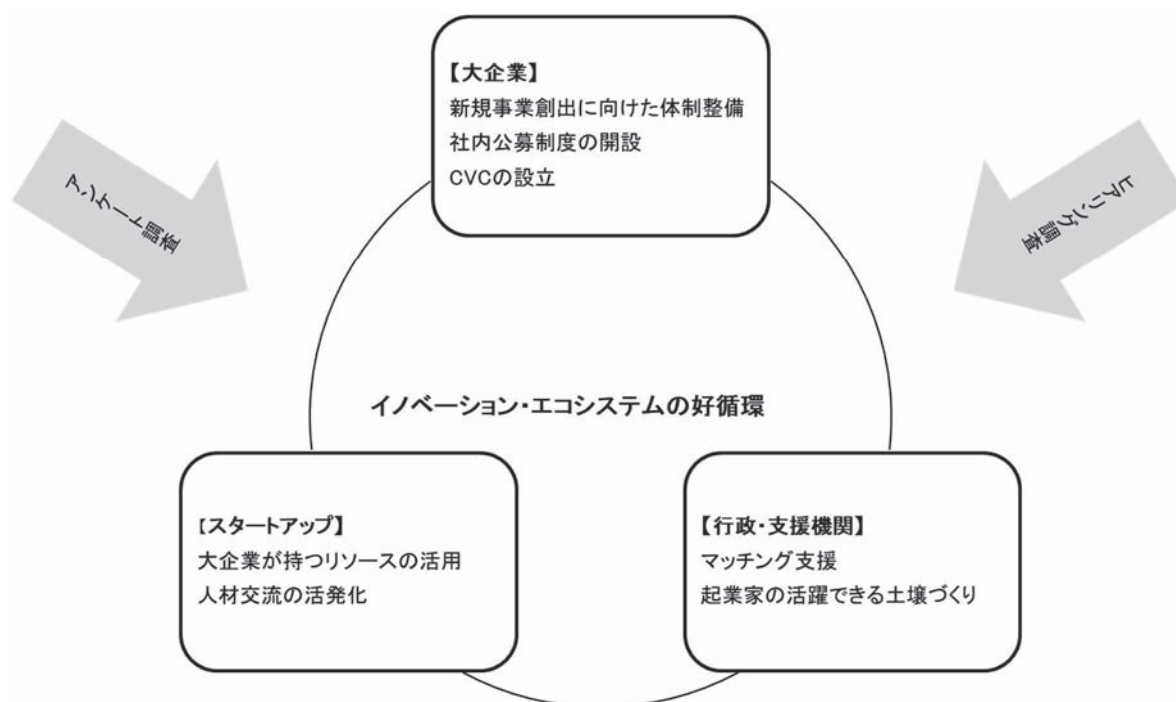 【大企業】
新規事業創出に向けた体制整備
社内公募制度の開設
CVCの設立
アンケート調査
ヒアリング調査
イノベーション・エコシステムの好循環
【スタートアップ】
大企業が持つリソースの活用
人材交流の活発化
【行政・支援機関】
マッチング支援
起業家の活躍できる土壌づくり